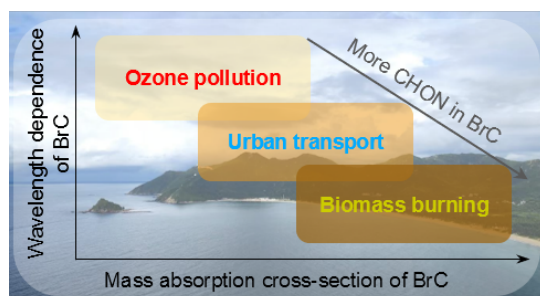 Wavelength dependence
of BrC
Ozone pollution
More CHON in BrC
Urban transport
Biomass burning
Mass absorption cross-section of BrC